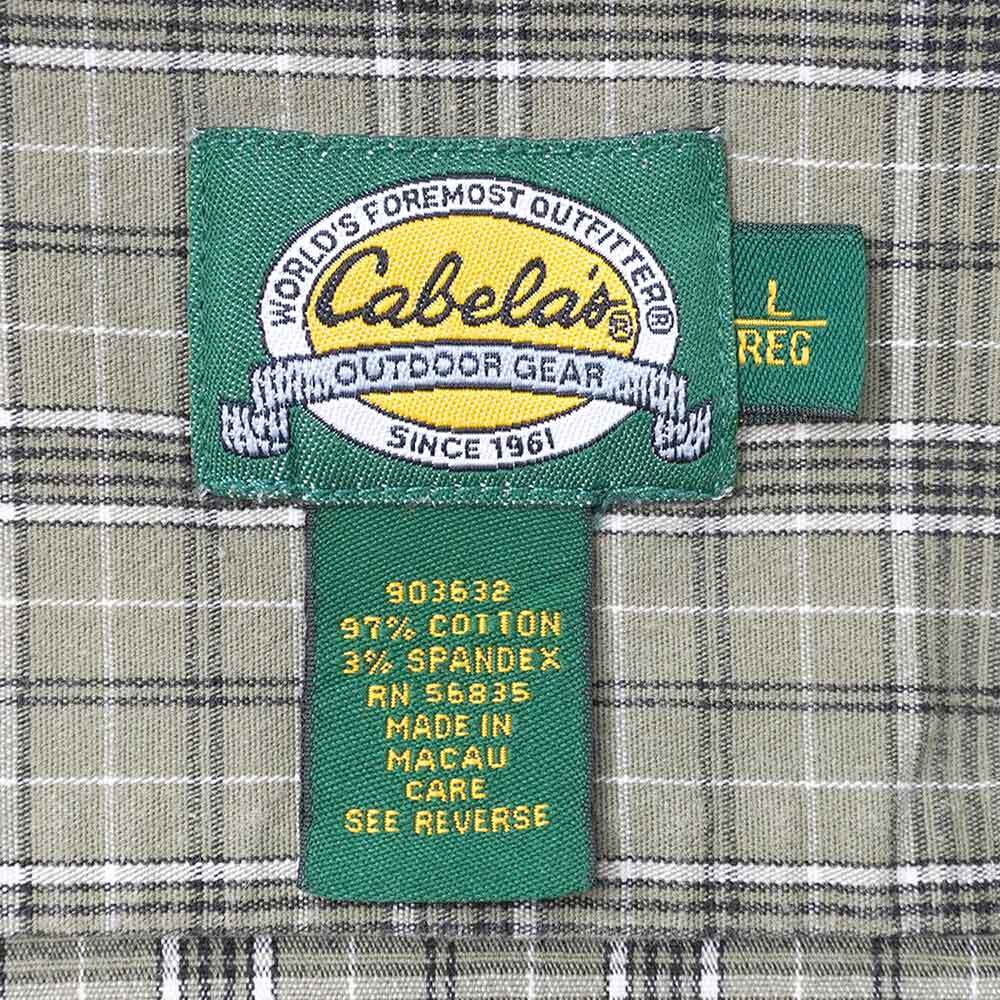 WORLD'S FOREMOST OUTFITTER®
Cabela's®
OUTDOOR GEAR
SINCE 1961
L
REG
903632
97% COTTON
3% SPANDEX
RN 56835
MADE IN
MACAU
CARE
SEE REVERSE